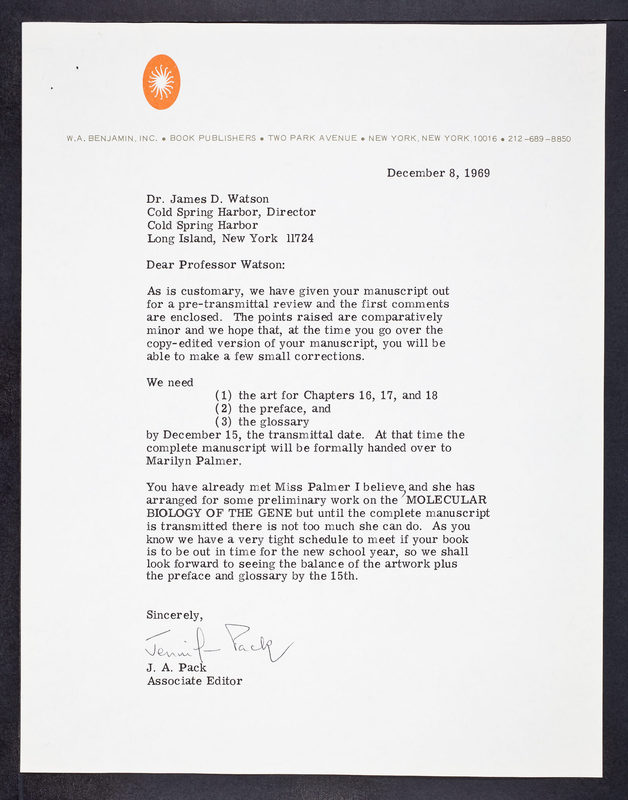 W.A. BENJAMIN, INC. • BOOK PUBLISHERS • TWO PARK AVENUE • NEW YORK, NEW YORK 10016 • 212-689-8850
December 8, 1969
Dr. James D. Watson
Cold Spring Harbor, Director
Cold Spring Harbor
Long Island, New York 11724
Dear Professor Watson:
As is customary, we have given your manuscript out
for a pre-transmittal review and the first comments
are enclosed. The points raised are comparatively
minor and we hope that, at the time you go over the
copy-edited version of your manuscript, you will be
able to make a few small corrections.
We need
(1) the art for Chapters 16, 17, and 18
(2) the preface, and
(3) the glossary
by December 15, the transmittal date. At that time the
complete manuscript will be formally handed over to
Marilyn Palmer.
You have already met Miss Palmer I believe, and she has
arranged for some preliminary work on the MOLECULAR
BIOLOGY OF THE GENE but until the complete manuscript
is transmitted there is not too much she can do. As you
know we have a very tight schedule to meet if your book
is to be out in time for the new school year, so we shall
look forward to seeing the balance of the artwork plus
the preface and glossary by the 15th.
Sincerely,
Jennif Pack
J. A. Pack
Associate Editor